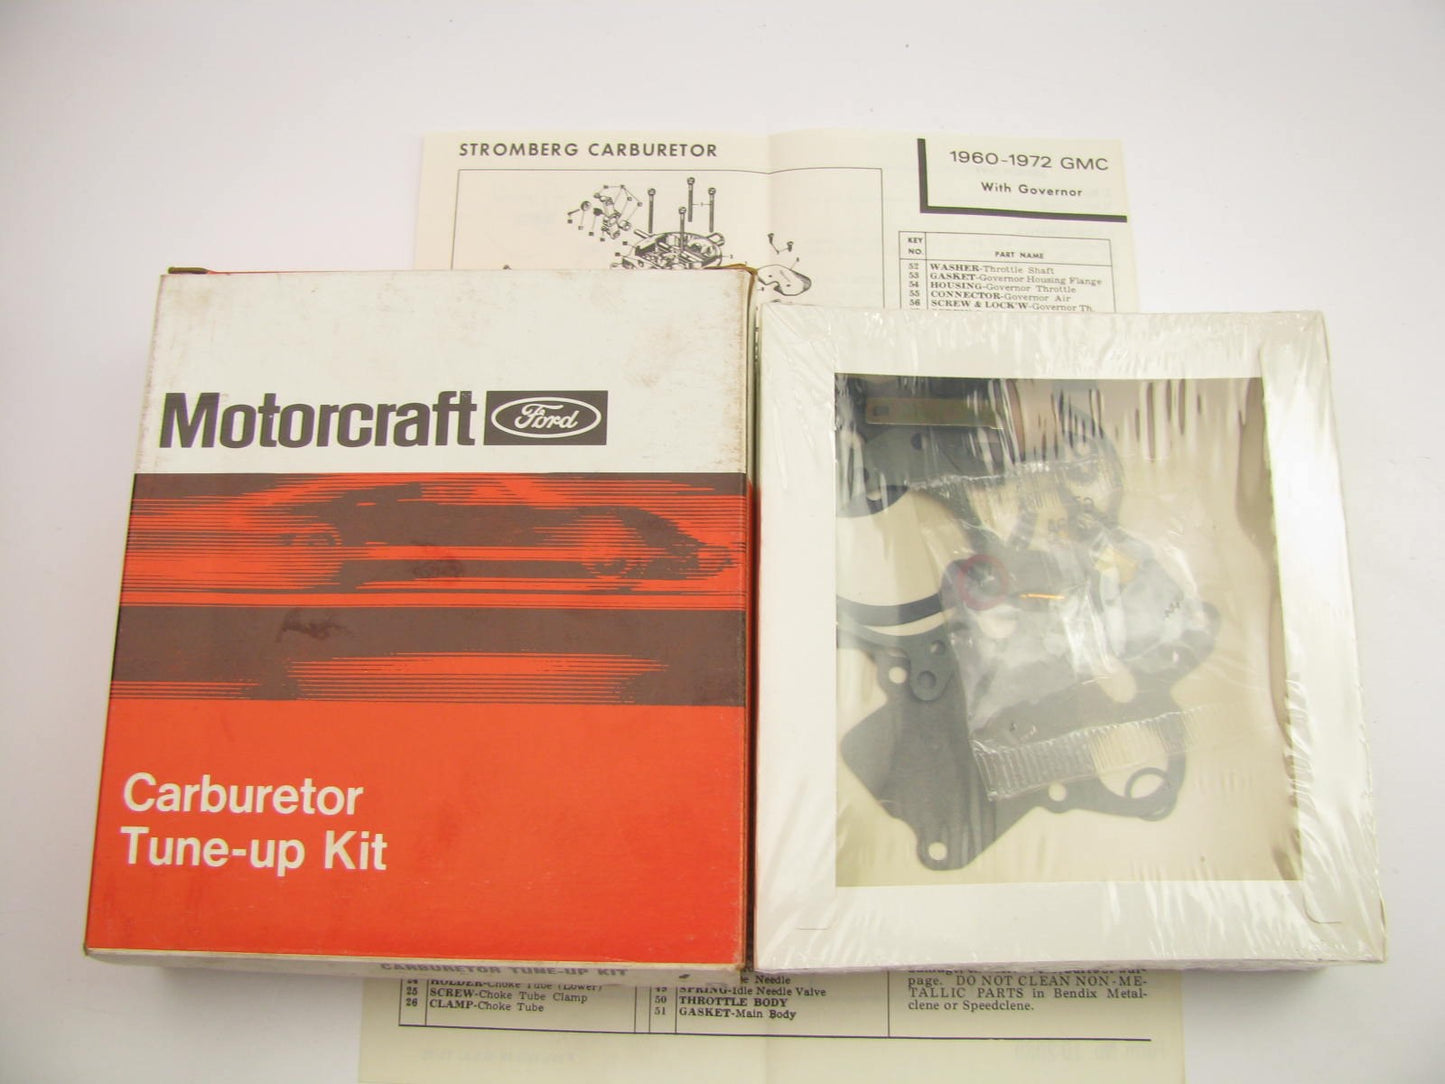 STROMBERG CARBURETOR
1960-1972 GMC
With Governor
KEY
NO.
PART NAME
52 WASHER-Throttle Shaft
53 GASKET-Governor Housing Flange
54 HOUSING-Governor Throttle
55 CONNECTOR-Governor Air
56 SCREW & LOCK'W-Governor Th.
Motorcraft Ford
Carburetor
Tune-up Kit
CARBURETOR TUNE-UP KIT
24 HOLDER-Choke Tube (Lower)
25 SCREW-Choke Tube Clamp
26 CLAMP-Choke Tube
Needle
49 SPRING-Idle Needle Valve
50 THROTTLE BODY
51 GASKET-Main Body
page. DO NOT CLEAN NON-ME-
TALLIC PARTS in Bendix Metal-
clene or Speedclene.